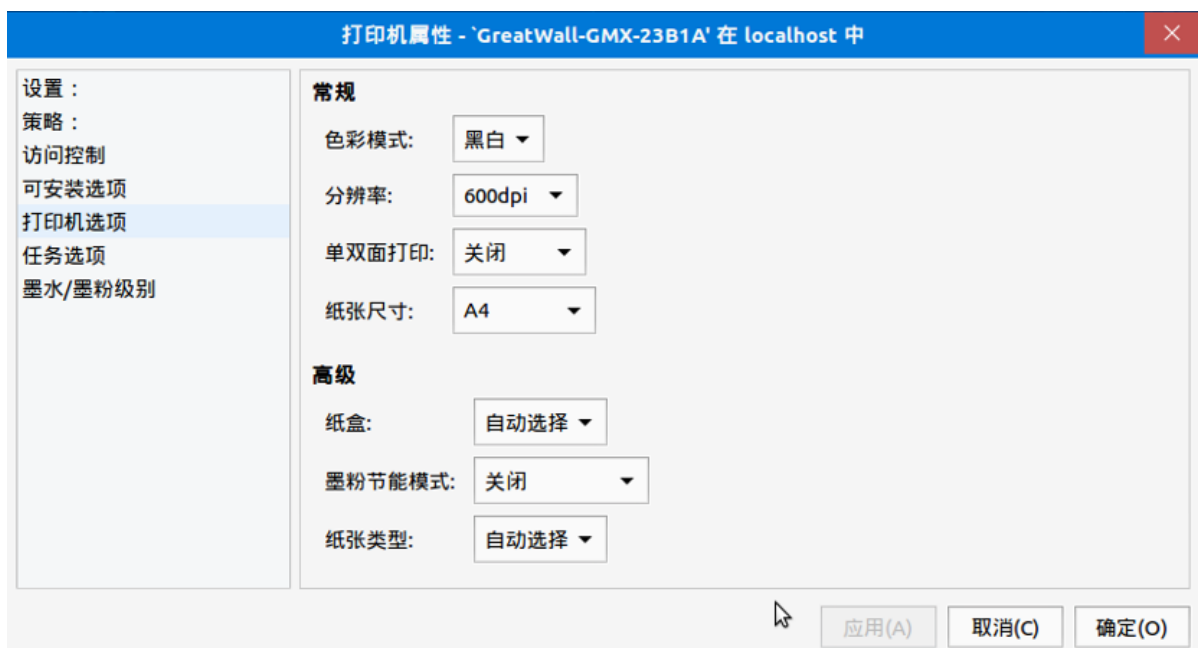 打印机属性 - `GreatWall-GMX-23B1A' 在 localhost 中
设置：
策略：
访问控制
可安装选项
打印机选项
任务选项
墨水/墨粉级别
常规
色彩模式: 黑白
分辨率: 600dpi
单双面打印: 关闭
纸张尺寸: A4
高级
纸盒: 自动选择
墨粉节能模式: 关闭
纸张类型: 自动选择
应用(A) 取消(C) 确定(O)